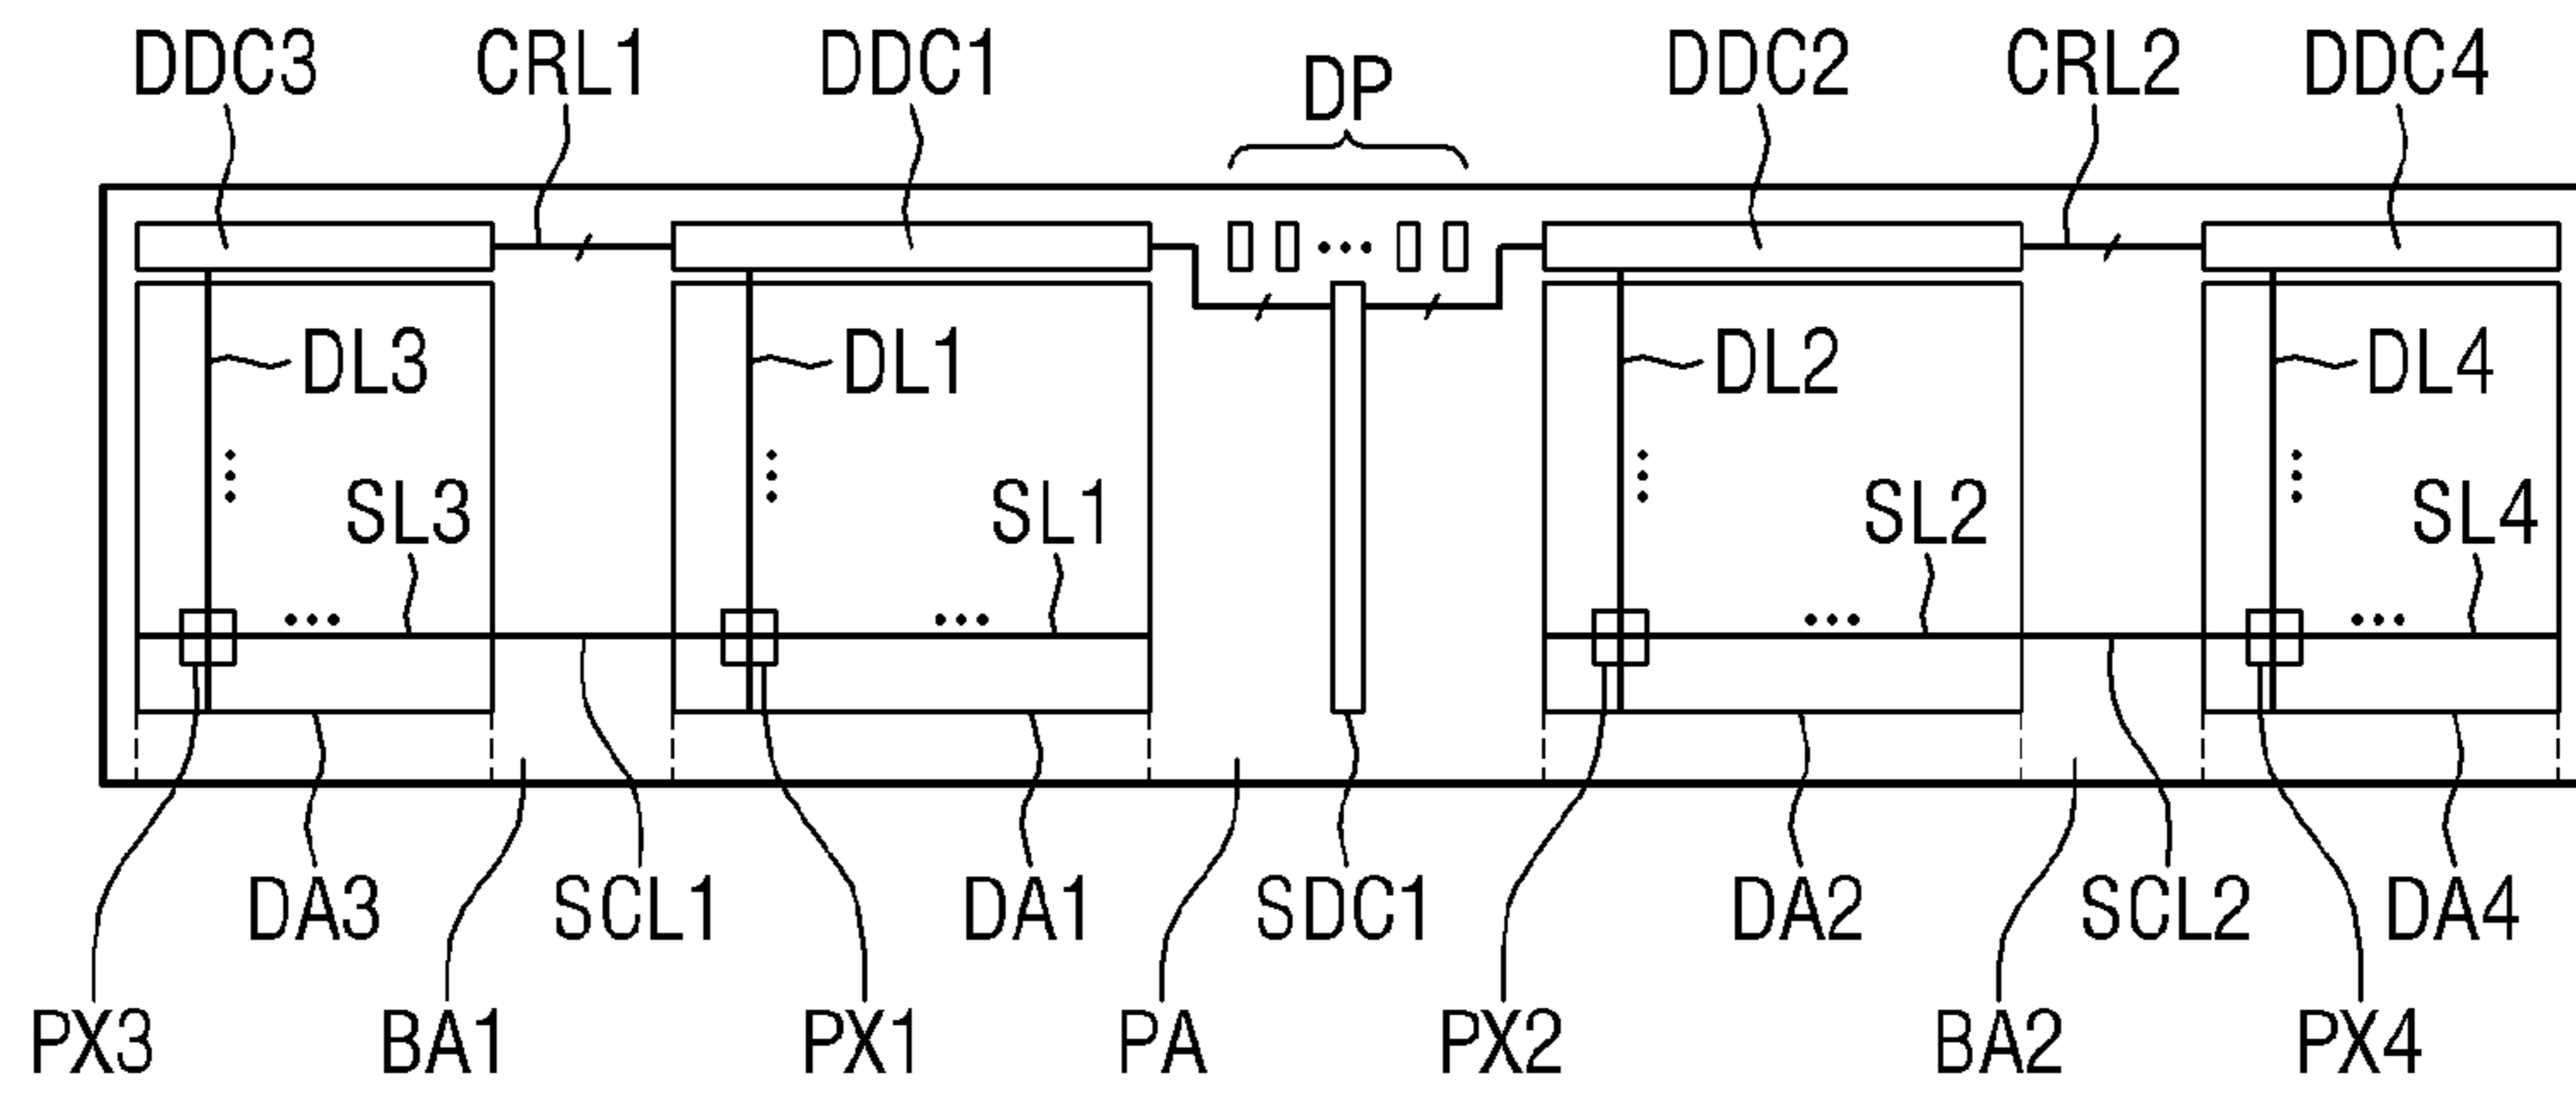 DDC3 CRL1 DDC1 DP DDC2 CRL2 DDC4
DL3 DL1 DL2 DL4
SL3 SL1 SL2 SL4
DA3 SCL1 DA1 SDC1 DA2 SCL2 DA4
PX3 BA1 PX1 PA PX2 BA2 PX4